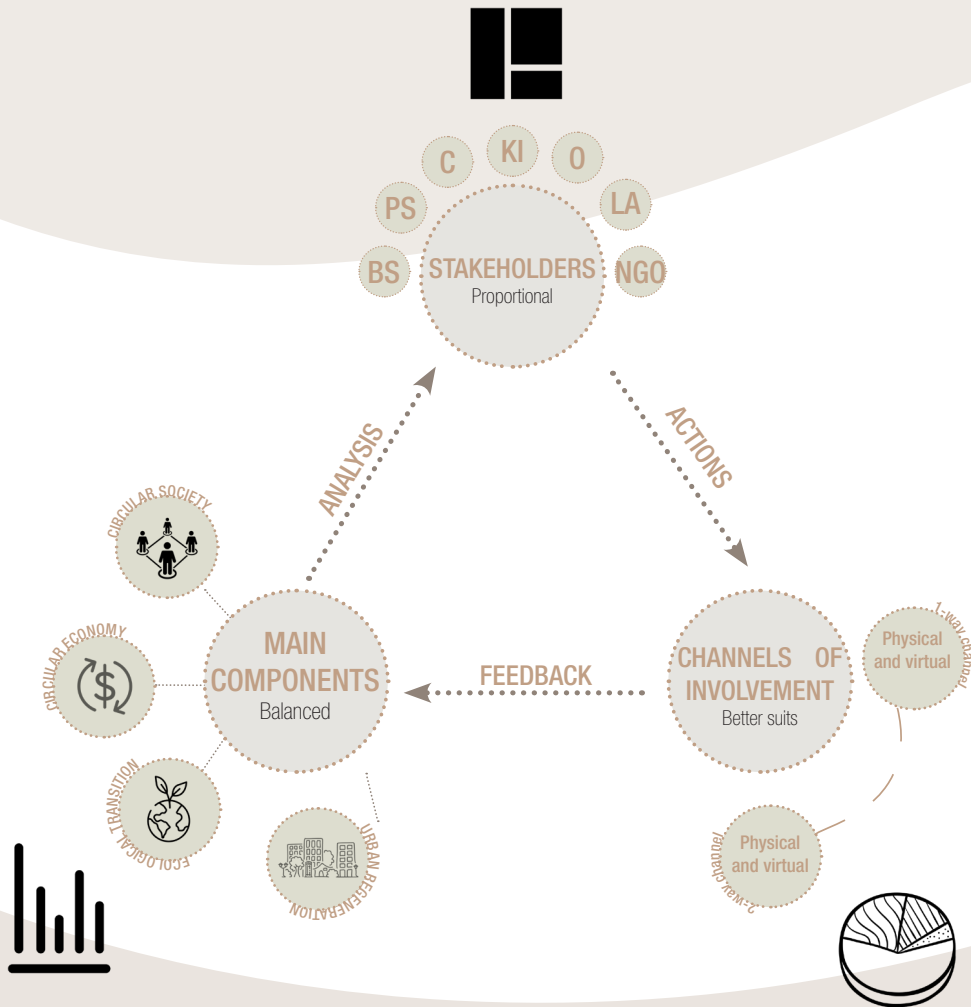 KI
C
O
PS
LA
BS
NGO
STAKEHOLDERS
Proportional
ANALYSIS
ACTIONS
CIRCULAR SOCIETY
CIRCULAR ECONOMY
ECOLOGICAL TRANSITION
URBAN REGENERATION
MAIN
COMPONENTS
Balanced
FEEDBACK
CHANNELS OF
INVOLVEMENT
Better suits
1-way channel
Physical
and virtual
2-way channel
Physical
and virtual